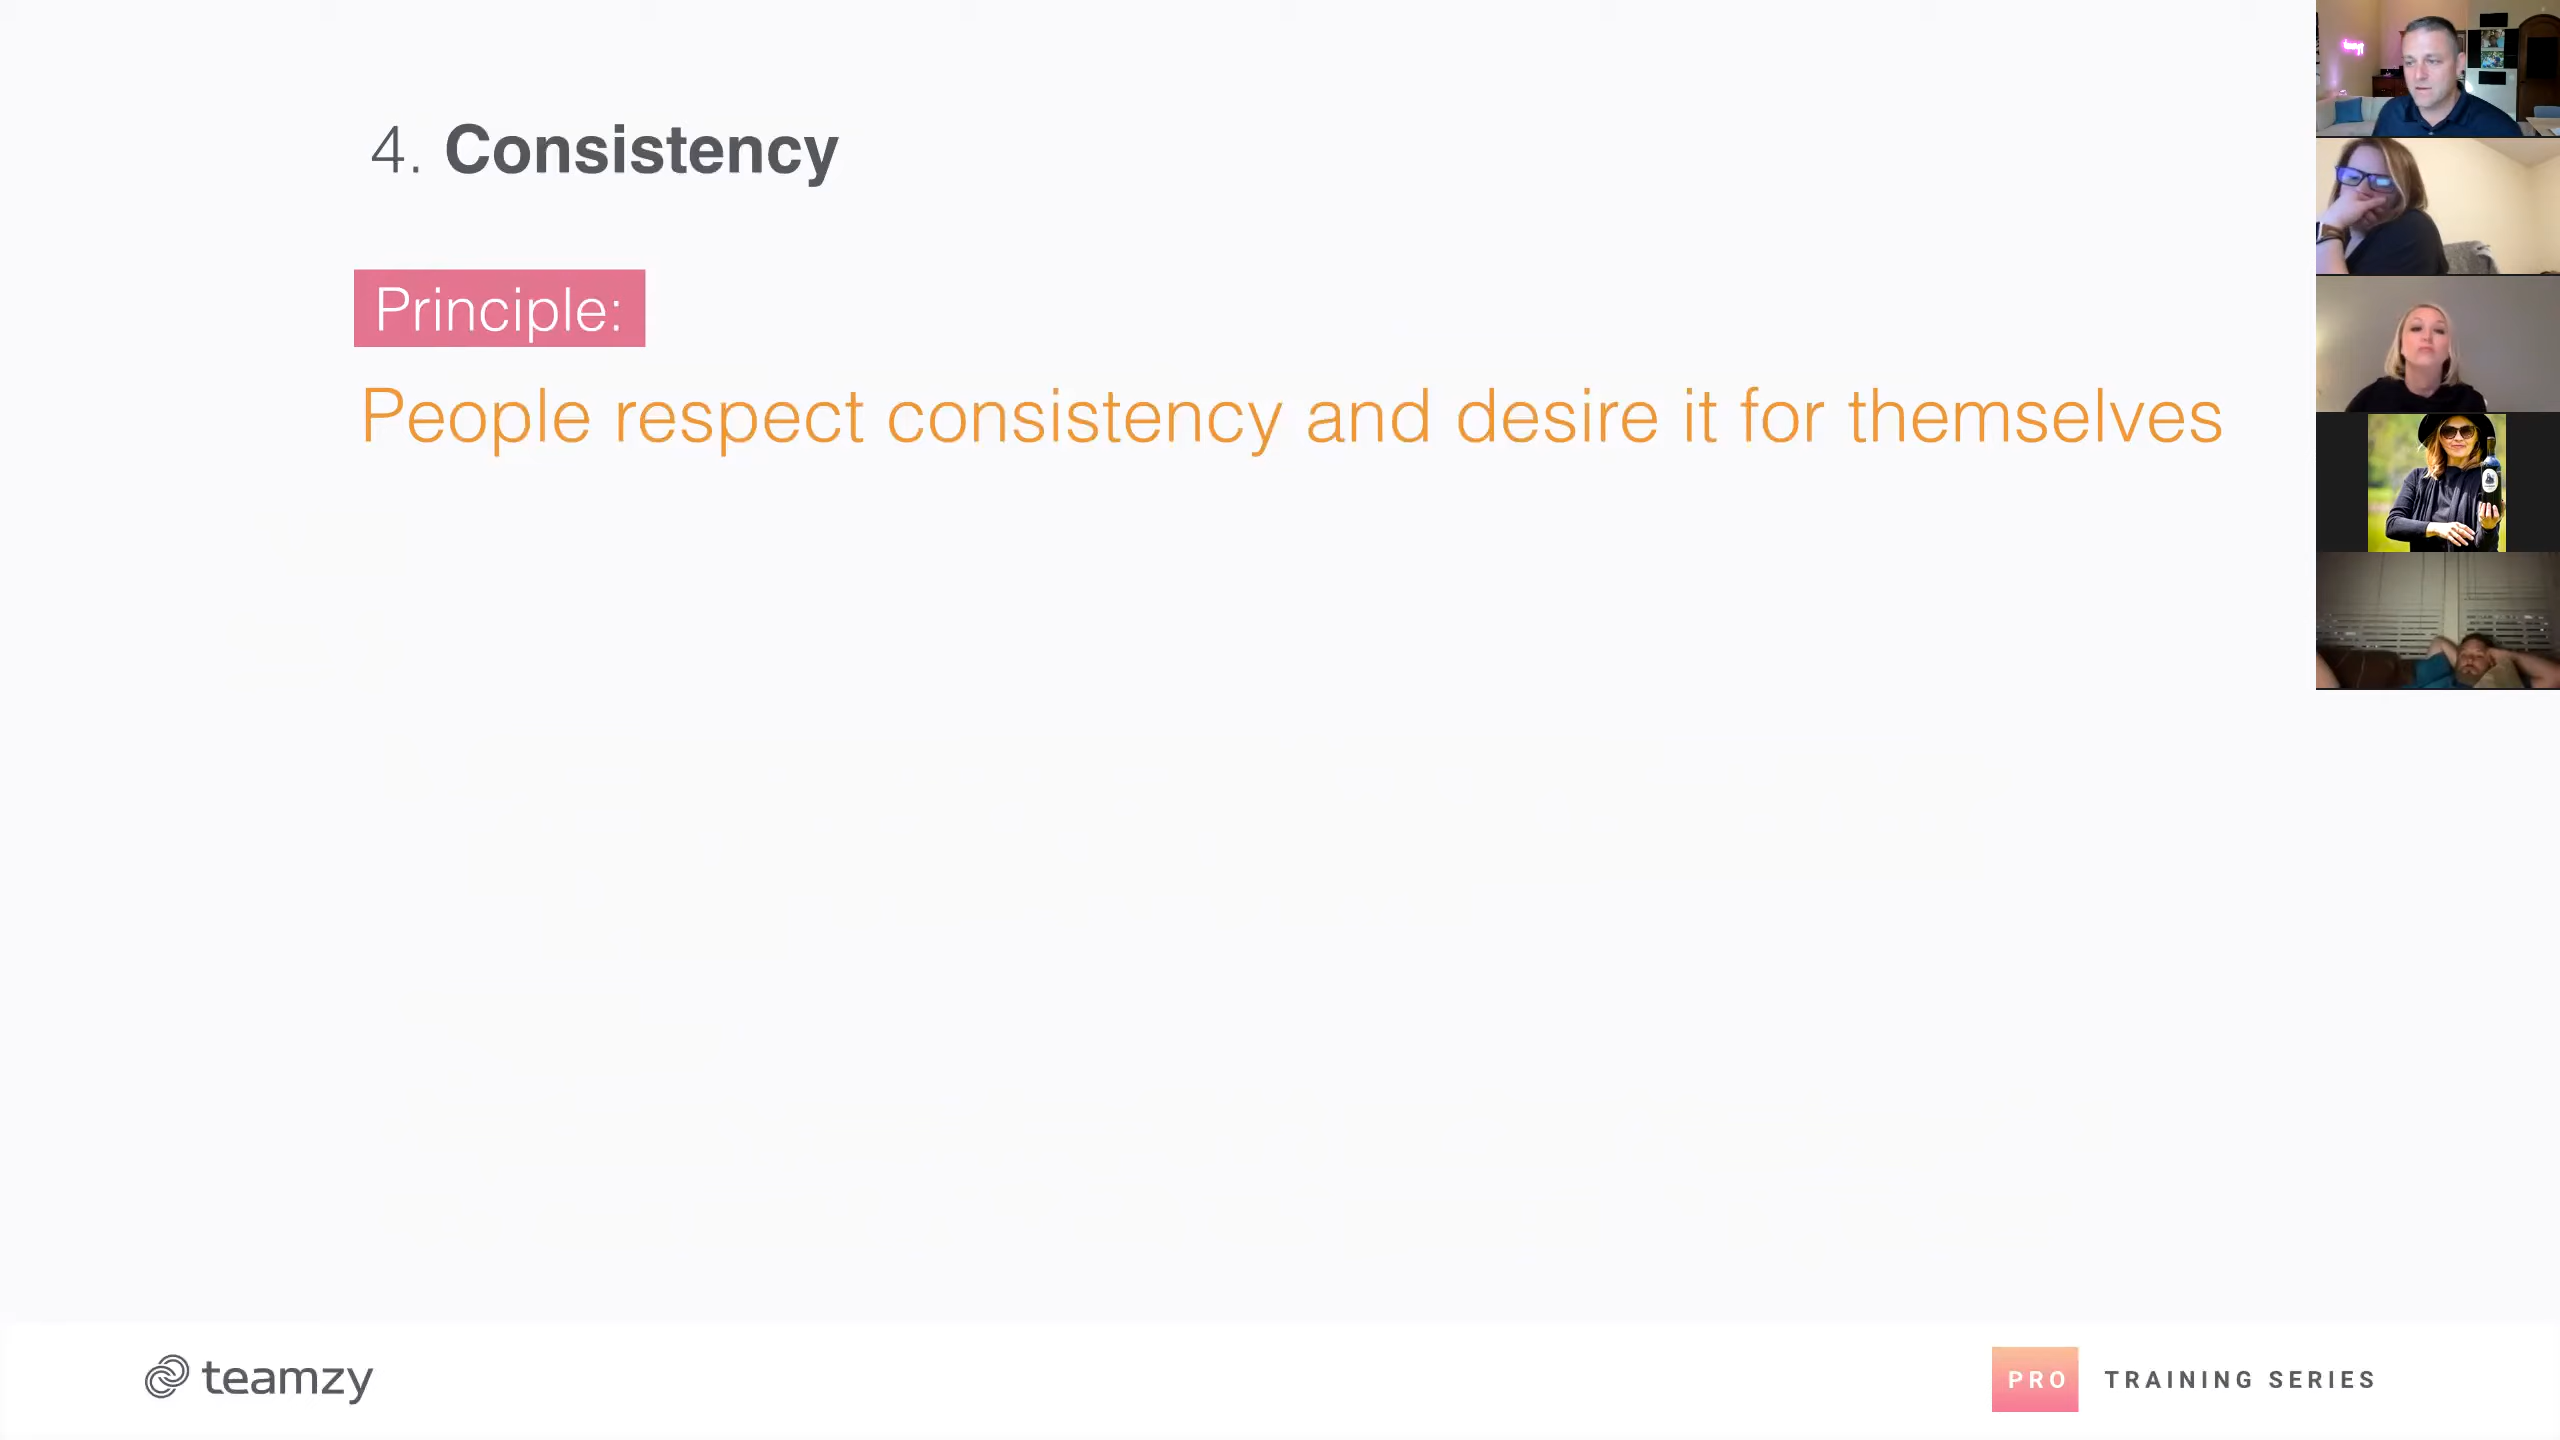 4. Consistency
Principle:
People respect consistency and desire it for themselves
teamzy
PRO TRAINING SERIES